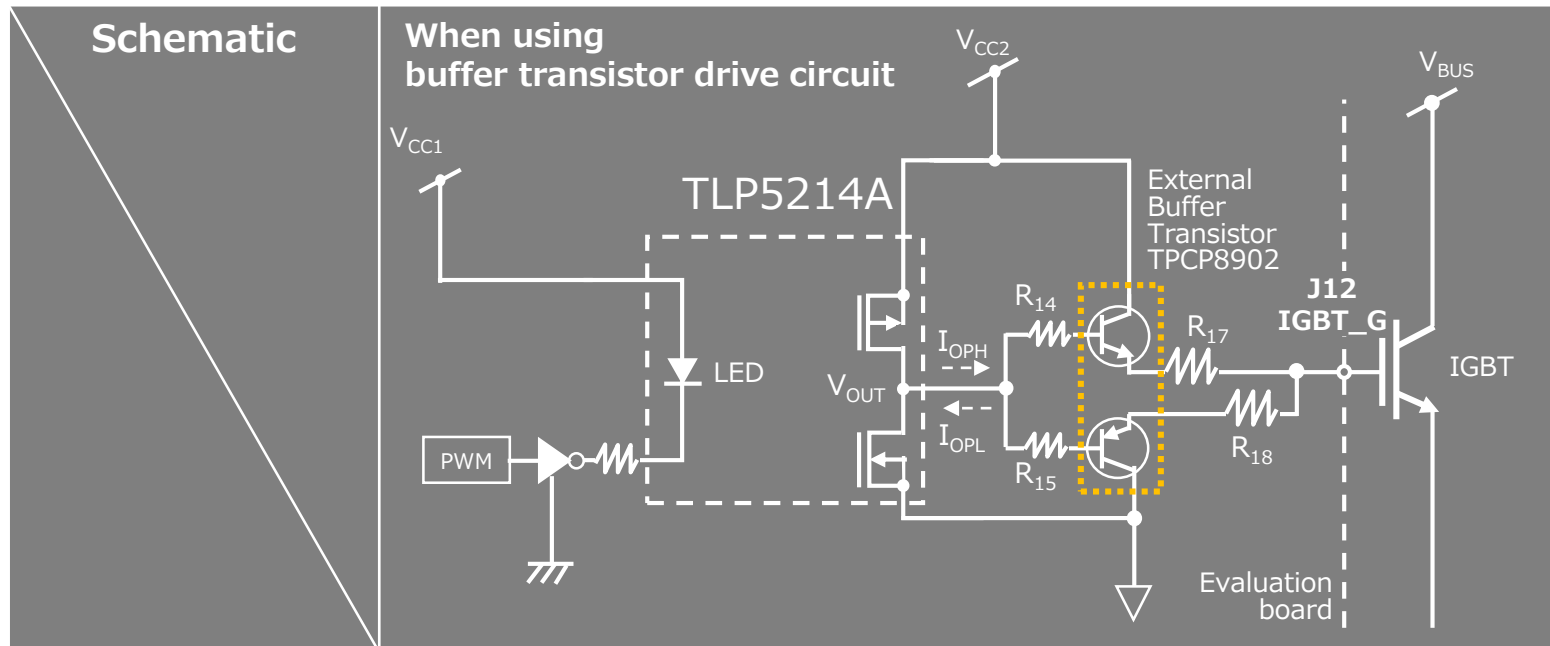 Schematic
When using
buffer transistor drive circuit
VCC2
VBUS
VCC1
TLP5214A
External
Buffer
Transistor
TPCP8902
J12
IGBT_G
R14
R17
IOPH
LED
VOUT
IGBT
IOPL
R18
PWM
R15
Evaluation
board